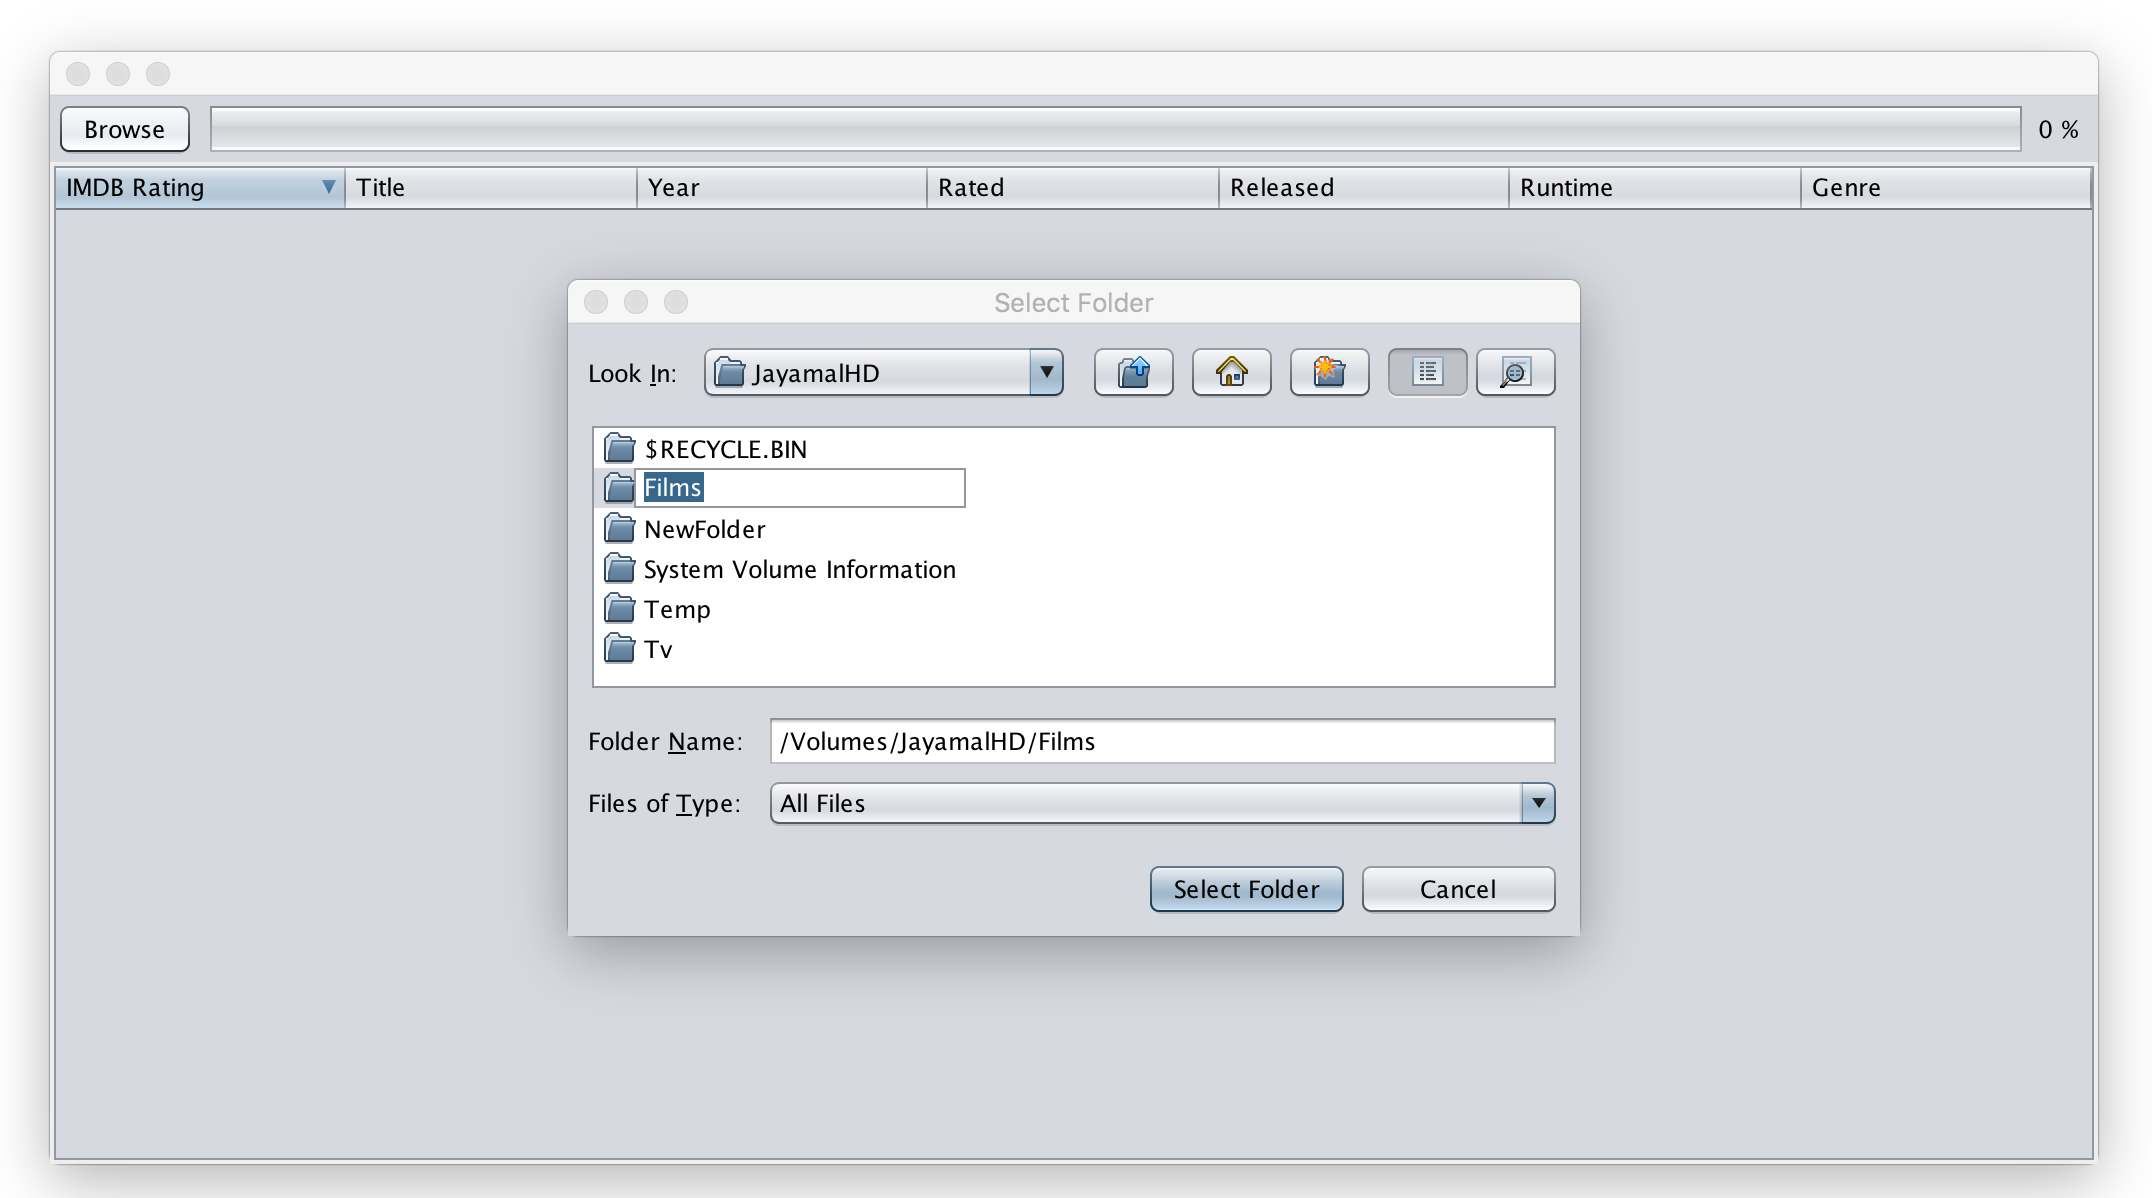 Browse 0 %
IMDB Rating Title Year Rated Released Runtime Genre
Select Folder
Look In: JayamalHD
$RECYCLE.BIN
Films
NewFolder
System Volume Information
Temp
Tv
Folder Name: /Volumes/JayamalHD/Films
Files of Type: All Files
Select Folder Cancel